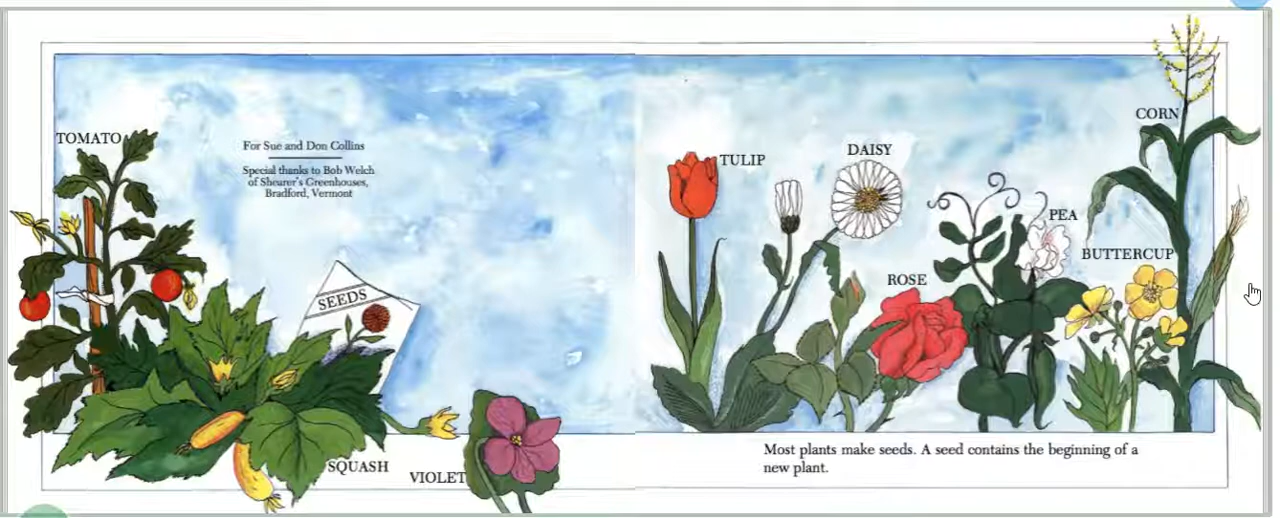 TOMATO
For Sue and Don Collins
Special thanks to Bob Welch
of Shearer's Greenhouses,
Bradford, Vermont
SEEDS
SQUASH
VIOLET
TULIP
DAISY
ROSE
PEA
BUTTERCUP
CORN
Most plants make seeds. A seed contains the beginning of a
new plant.